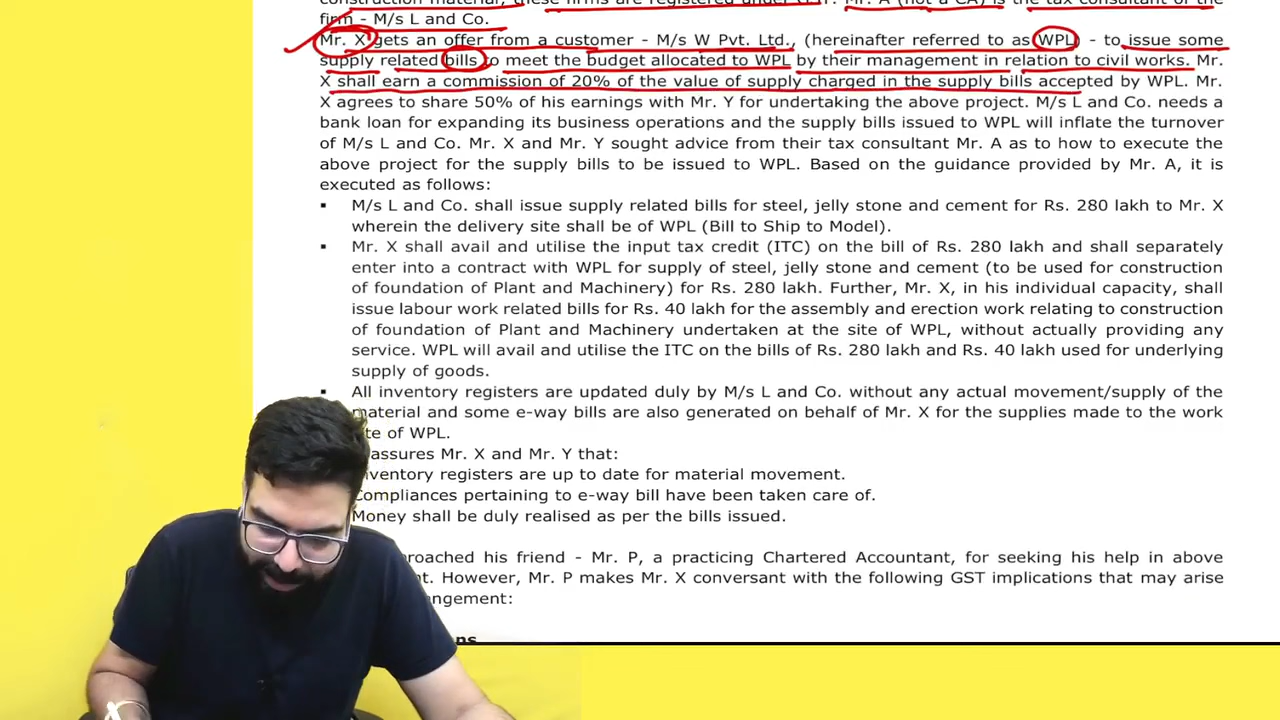 construction material, these firms are registered under GST. Mr. A (not a CA) is the tax consultant of the
firm - M/s L and Co.
Mr. X gets an offer from a customer - M/s W Pvt. Ltd., (hereinafter referred to as WPL) - to issue some
supply related bills to meet the budget allocated to WPL by their management in relation to civil works. Mr.
X shall earn a commission of 20% of the value of supply charged in the supply bills accepted by WPL. Mr.
X agrees to share 50% of his earnings with Mr. Y for undertaking the above project. M/s L and Co. needs a
bank loan for expanding its business operations and the supply bills issued to WPL will inflate the turnover
of M/s L and Co. Mr. X and Mr. Y sought advice from their tax consultant Mr. A as to how to execute the
above project for the supply bills to be issued to WPL. Based on the guidance provided by Mr. A, it is
executed as follows:
▪ M/s L and Co. shall issue supply related bills for steel, jelly stone and cement for Rs. 280 lakh to Mr. X
wherein the delivery site shall be of WPL (Bill to Ship to Model).
▪ Mr. X shall avail and utilise the input tax credit (ITC) on the bill of Rs. 280 lakh and shall separately
enter into a contract with WPL for supply of steel, jelly stone and cement (to be used for construction
of foundation of Plant and Machinery) for Rs. 280 lakh. Further, Mr. X, in his individual capacity, shall
issue labour work related bills for Rs. 40 lakh for the assembly and erection work relating to construction
of foundation of Plant and Machinery undertaken at the site of WPL, without actually providing any
service. WPL will avail and utilise the ITC on the bills of Rs. 280 lakh and Rs. 40 lakh used for underlying
supply of goods.
▪ All inventory registers are updated duly by M/s L and Co. without any actual movement/supply of the
material and some e-way bills are also generated on behalf of Mr. X for the supplies made to the work
te of WPL.
assures Mr. X and Mr. Y that:
nventory registers are up to date for material movement.
Compliances pertaining to e-way bill have been taken care of.
Money shall be duly realised as per the bills issued.
roached his friend - Mr. P, a practicing Chartered Accountant, for seeking his help in above
nt. However, Mr. P makes Mr. X conversant with the following GST implications that may arise
ngement:
ns